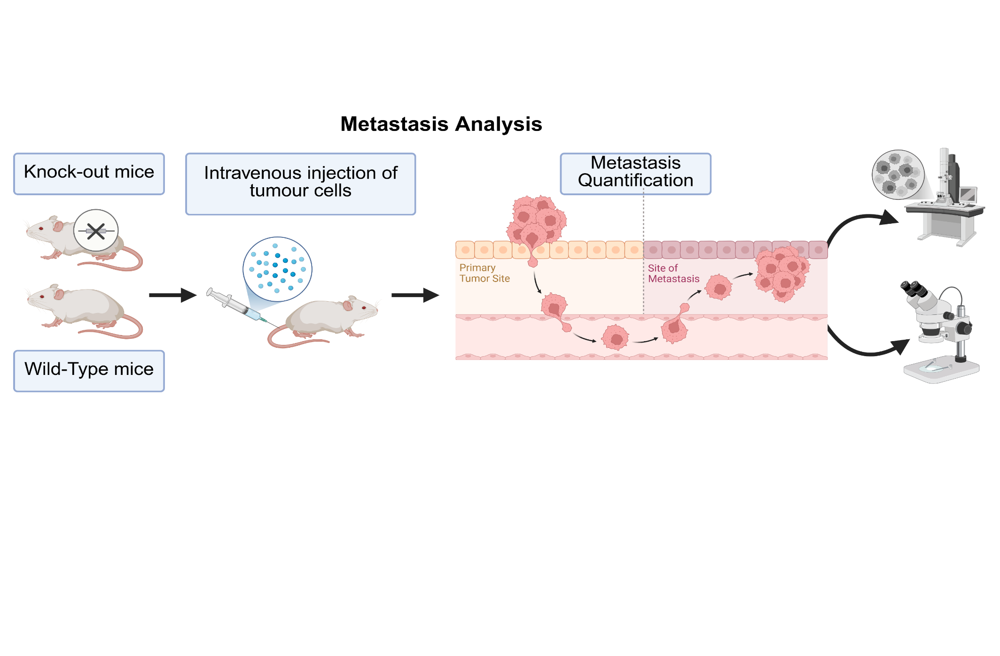 Metastasis Analysis
Knock-out mice
Intravenous injection of
tumour cells
Metastasis
Quantification
Primary
Tumor Site
Site of
Metastasis
Wild-Type mice